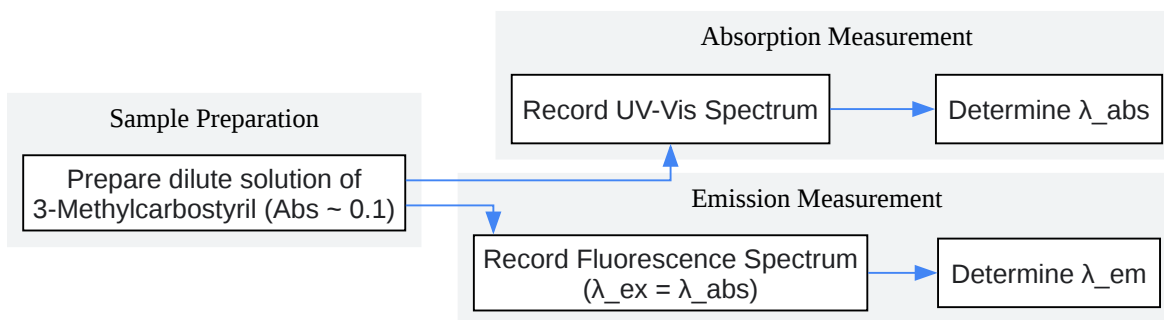 Absorption Measurement
Record UV-Vis Spectrum
Determine λ_abs
Sample Preparation
Prepare dilute solution of
3-Methylcarbostyril (Abs ~ 0.1)
Emission Measurement
Record Fluorescence Spectrum
(λ_ex = λ_abs)
Determine λ_em